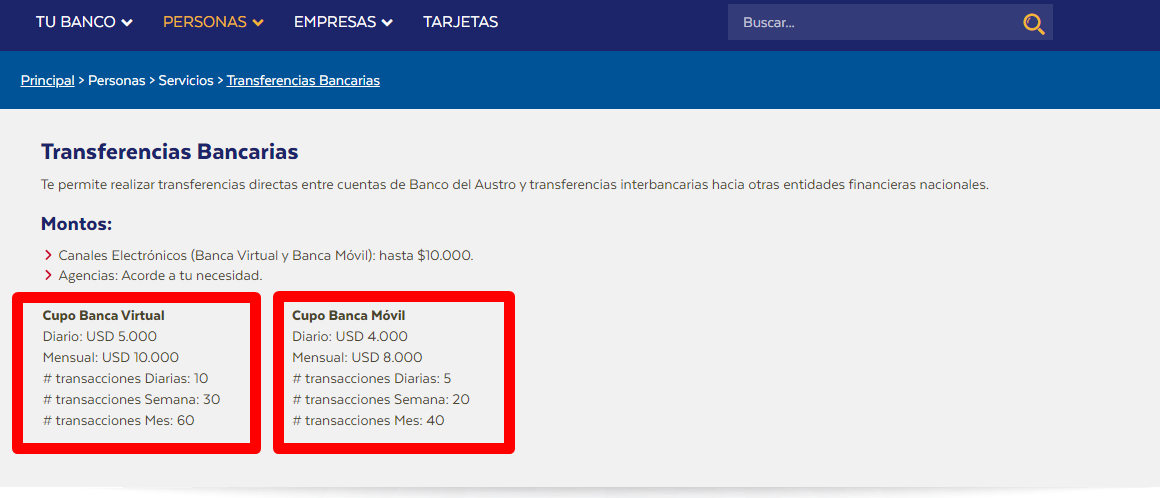 TU BANCO PERSONAS EMPRESAS TARJETAS Buscar...
Principal > Personas > Servicios > Transferencias Bancarias
Transferencias Bancarias
Te permite realizar transferencias directas entre cuentas de Banco del Austro y transferencias interbancarias hacia otras entidades financieras nacionales.
Montos:
Canales Electrónicos (Banca Virtual y Banca Móvil): hasta $10.000.
Agencias: Acorde a tu necesidad.
Cupo Banca Virtual
Diario: USD 5.000
Mensual: USD 10.000
# transacciones Diarias: 10
# transacciones Semana: 30
# transacciones Mes: 60
Cupo Banca Móvil
Diario: USD 4.000
Mensual: USD 8.000
# transacciones Diarias: 5
# transacciones Semana: 20
# transacciones Mes: 40